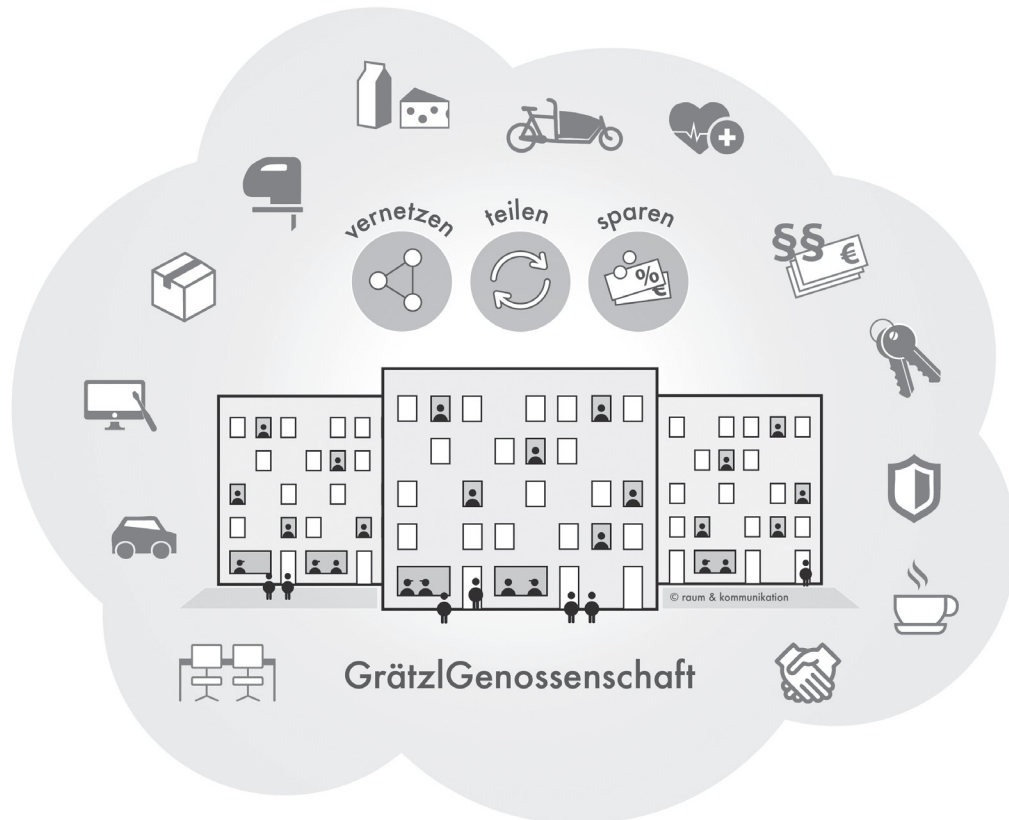 vernetzen
teilen
sparen
§§
€
%
€
© raum & kommunikation
GrätzlGenossenschaft